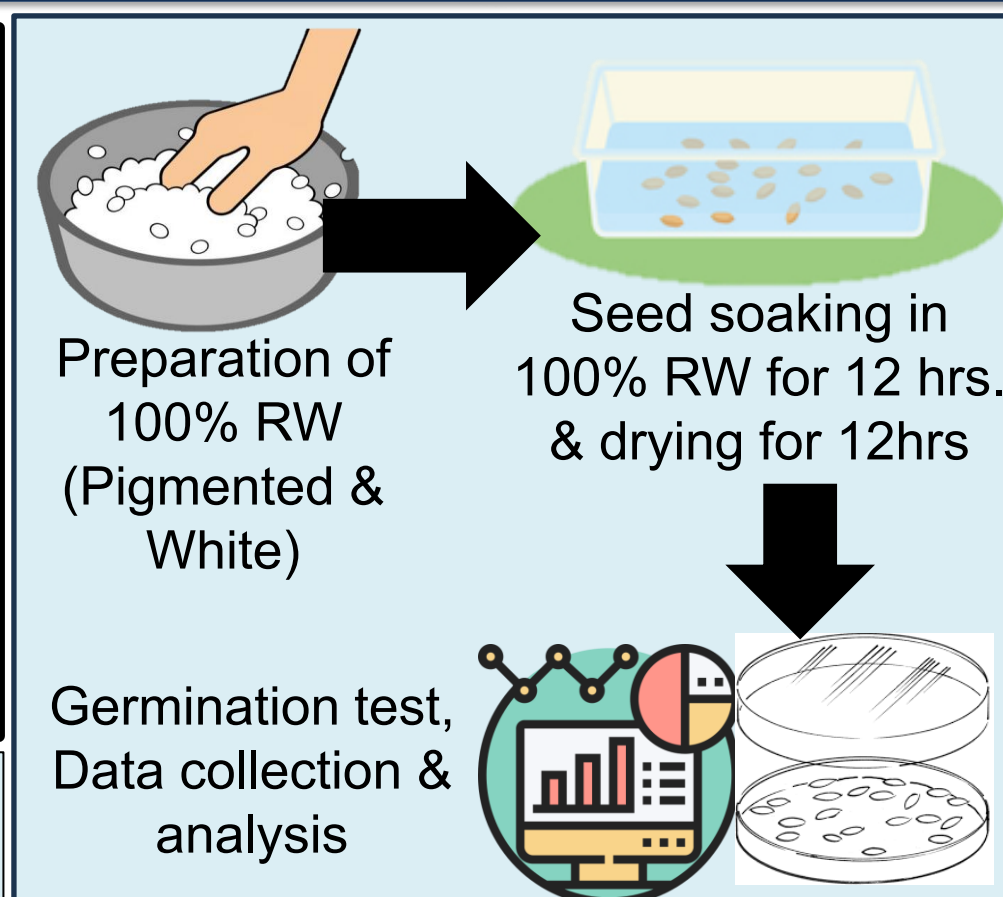 Preparation of
100% RW
(Pigmented &
White)
Seed soaking in
100% RW for 12 hrs.
& drying for 12hrs
Germination test,
Data collection &
analysis